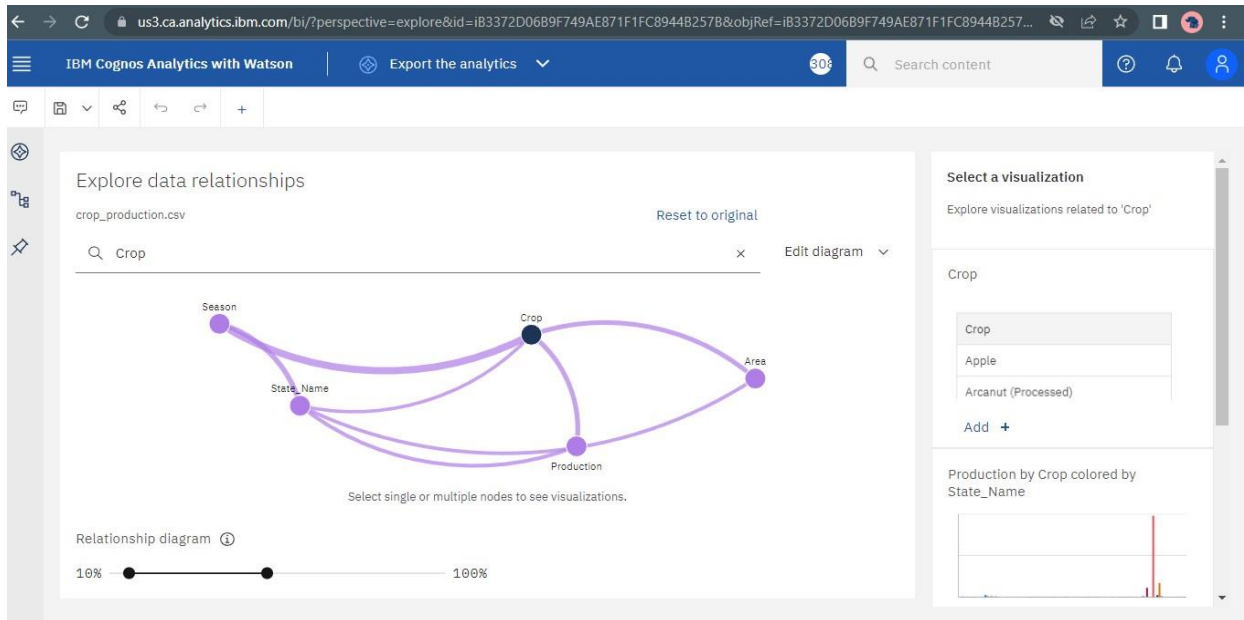 us3.ca.analytics.ibm.com/bi/?perspective=explore&id=iB3372D06B9F749AE871F1FC8944B257B&objRef=iB3372D06B9F749AE871F1FC8944B257...
IBM Cognos Analytics with Watson
Export the analytics
308
Search content
Explore data relationships
crop_production.csv
Reset to original
Crop
Edit diagram
Season
Crop
State_Name
Area
Production
Select single or multiple nodes to see visualizations.
Relationship diagram
10%
100%
Select a visualization
Explore visualizations related to 'Crop'
Crop
Crop
Apple
Arcanut (Processed)
Add +
Production by Crop colored by
State_Name